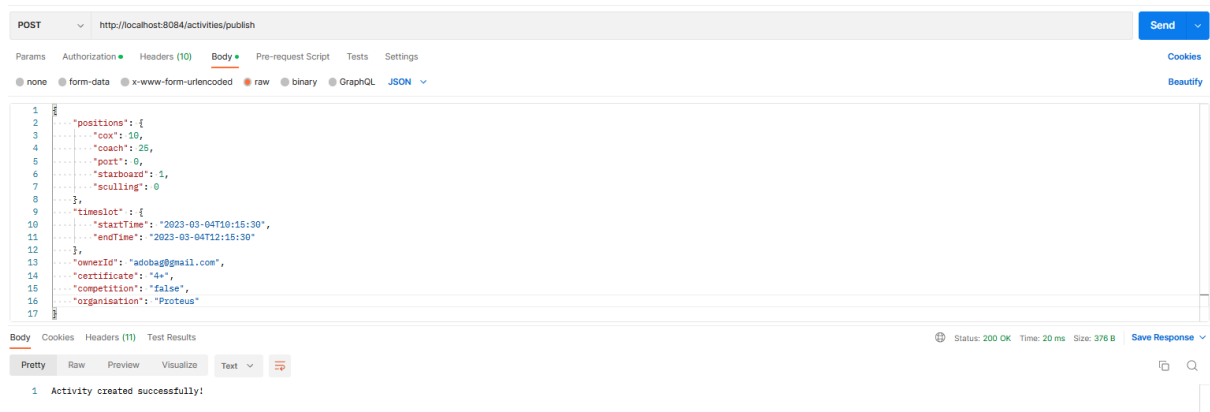 POST http://localhost:8084/activities/publish Send
Params Authorization Headers (10) Body Pre-request Script Tests Settings Cookies
none form-data x-www-form-urlencoded raw binary GraphQL JSON Beautify
1 {
2 "positions": {
3 "cox": 10,
4 "coach": 25,
5 "port": 0,
6 "starboard": 1,
7 "sculling": 0
8 },
9 "timeslot" : {
10 "startTime": "2023-03-04T10:15:30",
11 "endTime": "2023-03-04T12:15:30"
12 },
13 "ownerId": "adobag@gmail.com",
14 "certificate": "4+",
15 "competition": "false",
16 "organisation": "Proteus"
17 }
Body Cookies Headers (11) Test Results Status: 200 OK Time: 20 ms Size: 376 B Save Response
Pretty Raw Preview Visualize Text
1 Activity created successfully!